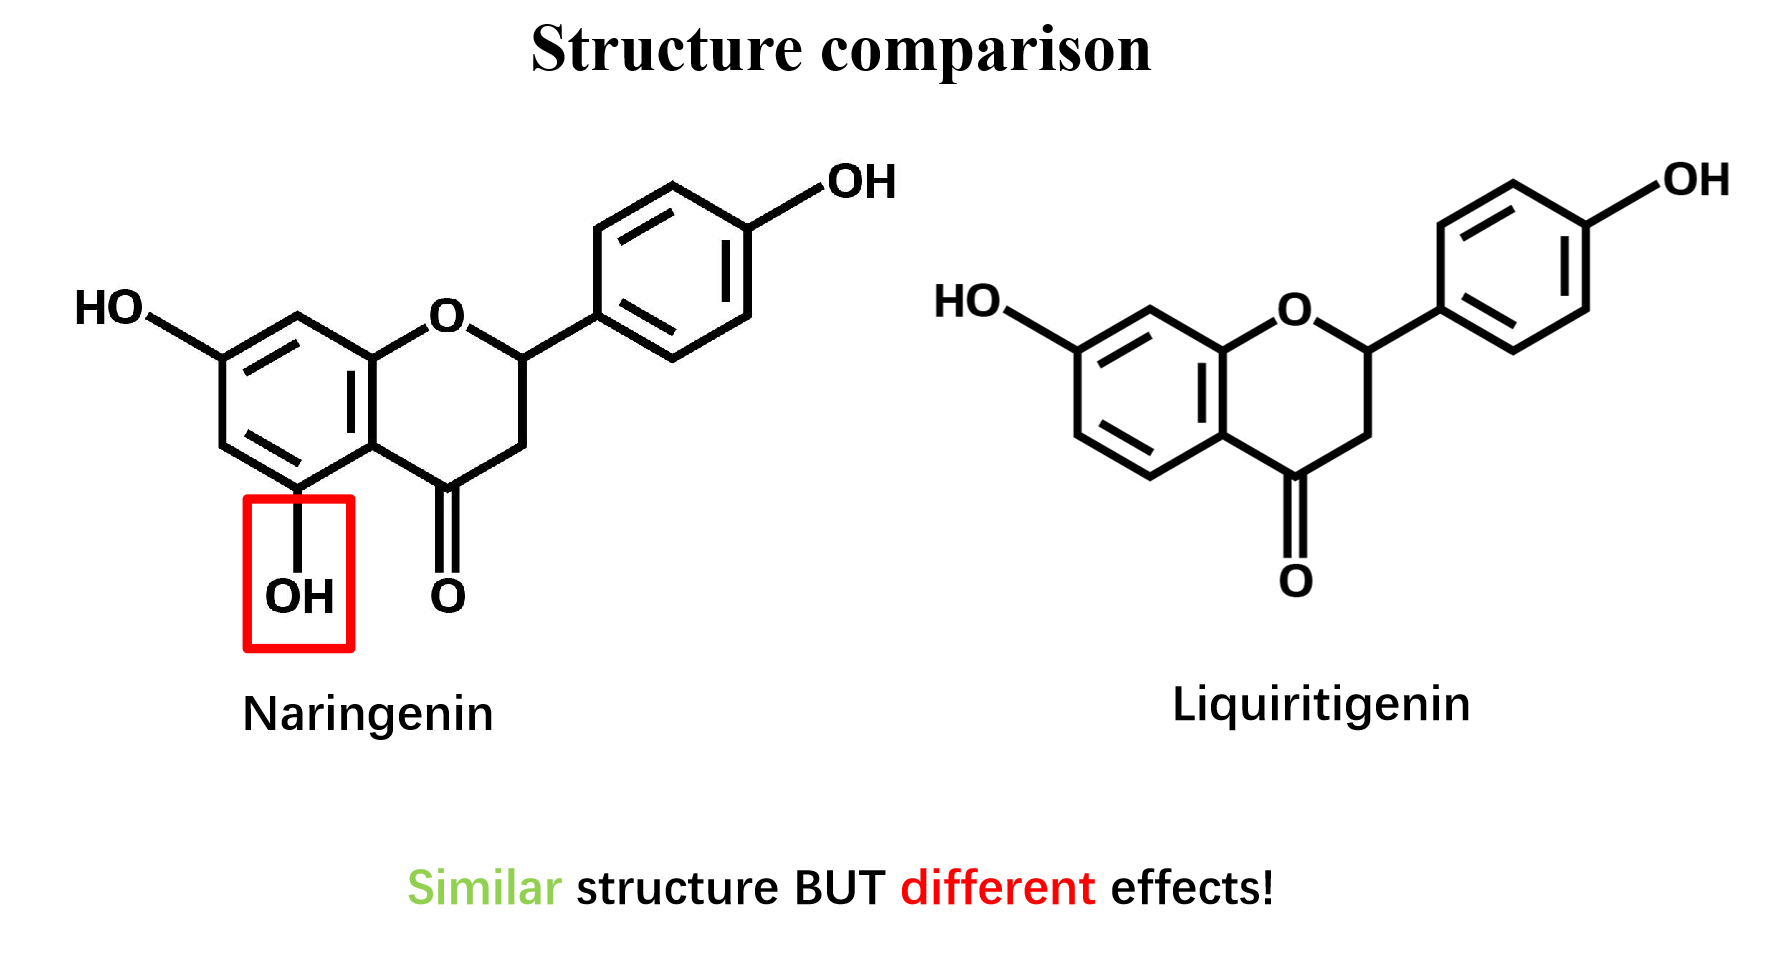 Structure comparison
OH
HO
O
OH
O
Naringenin
OH
HO
O
O
Liquiritigenin
Similar structure BUT different effects!